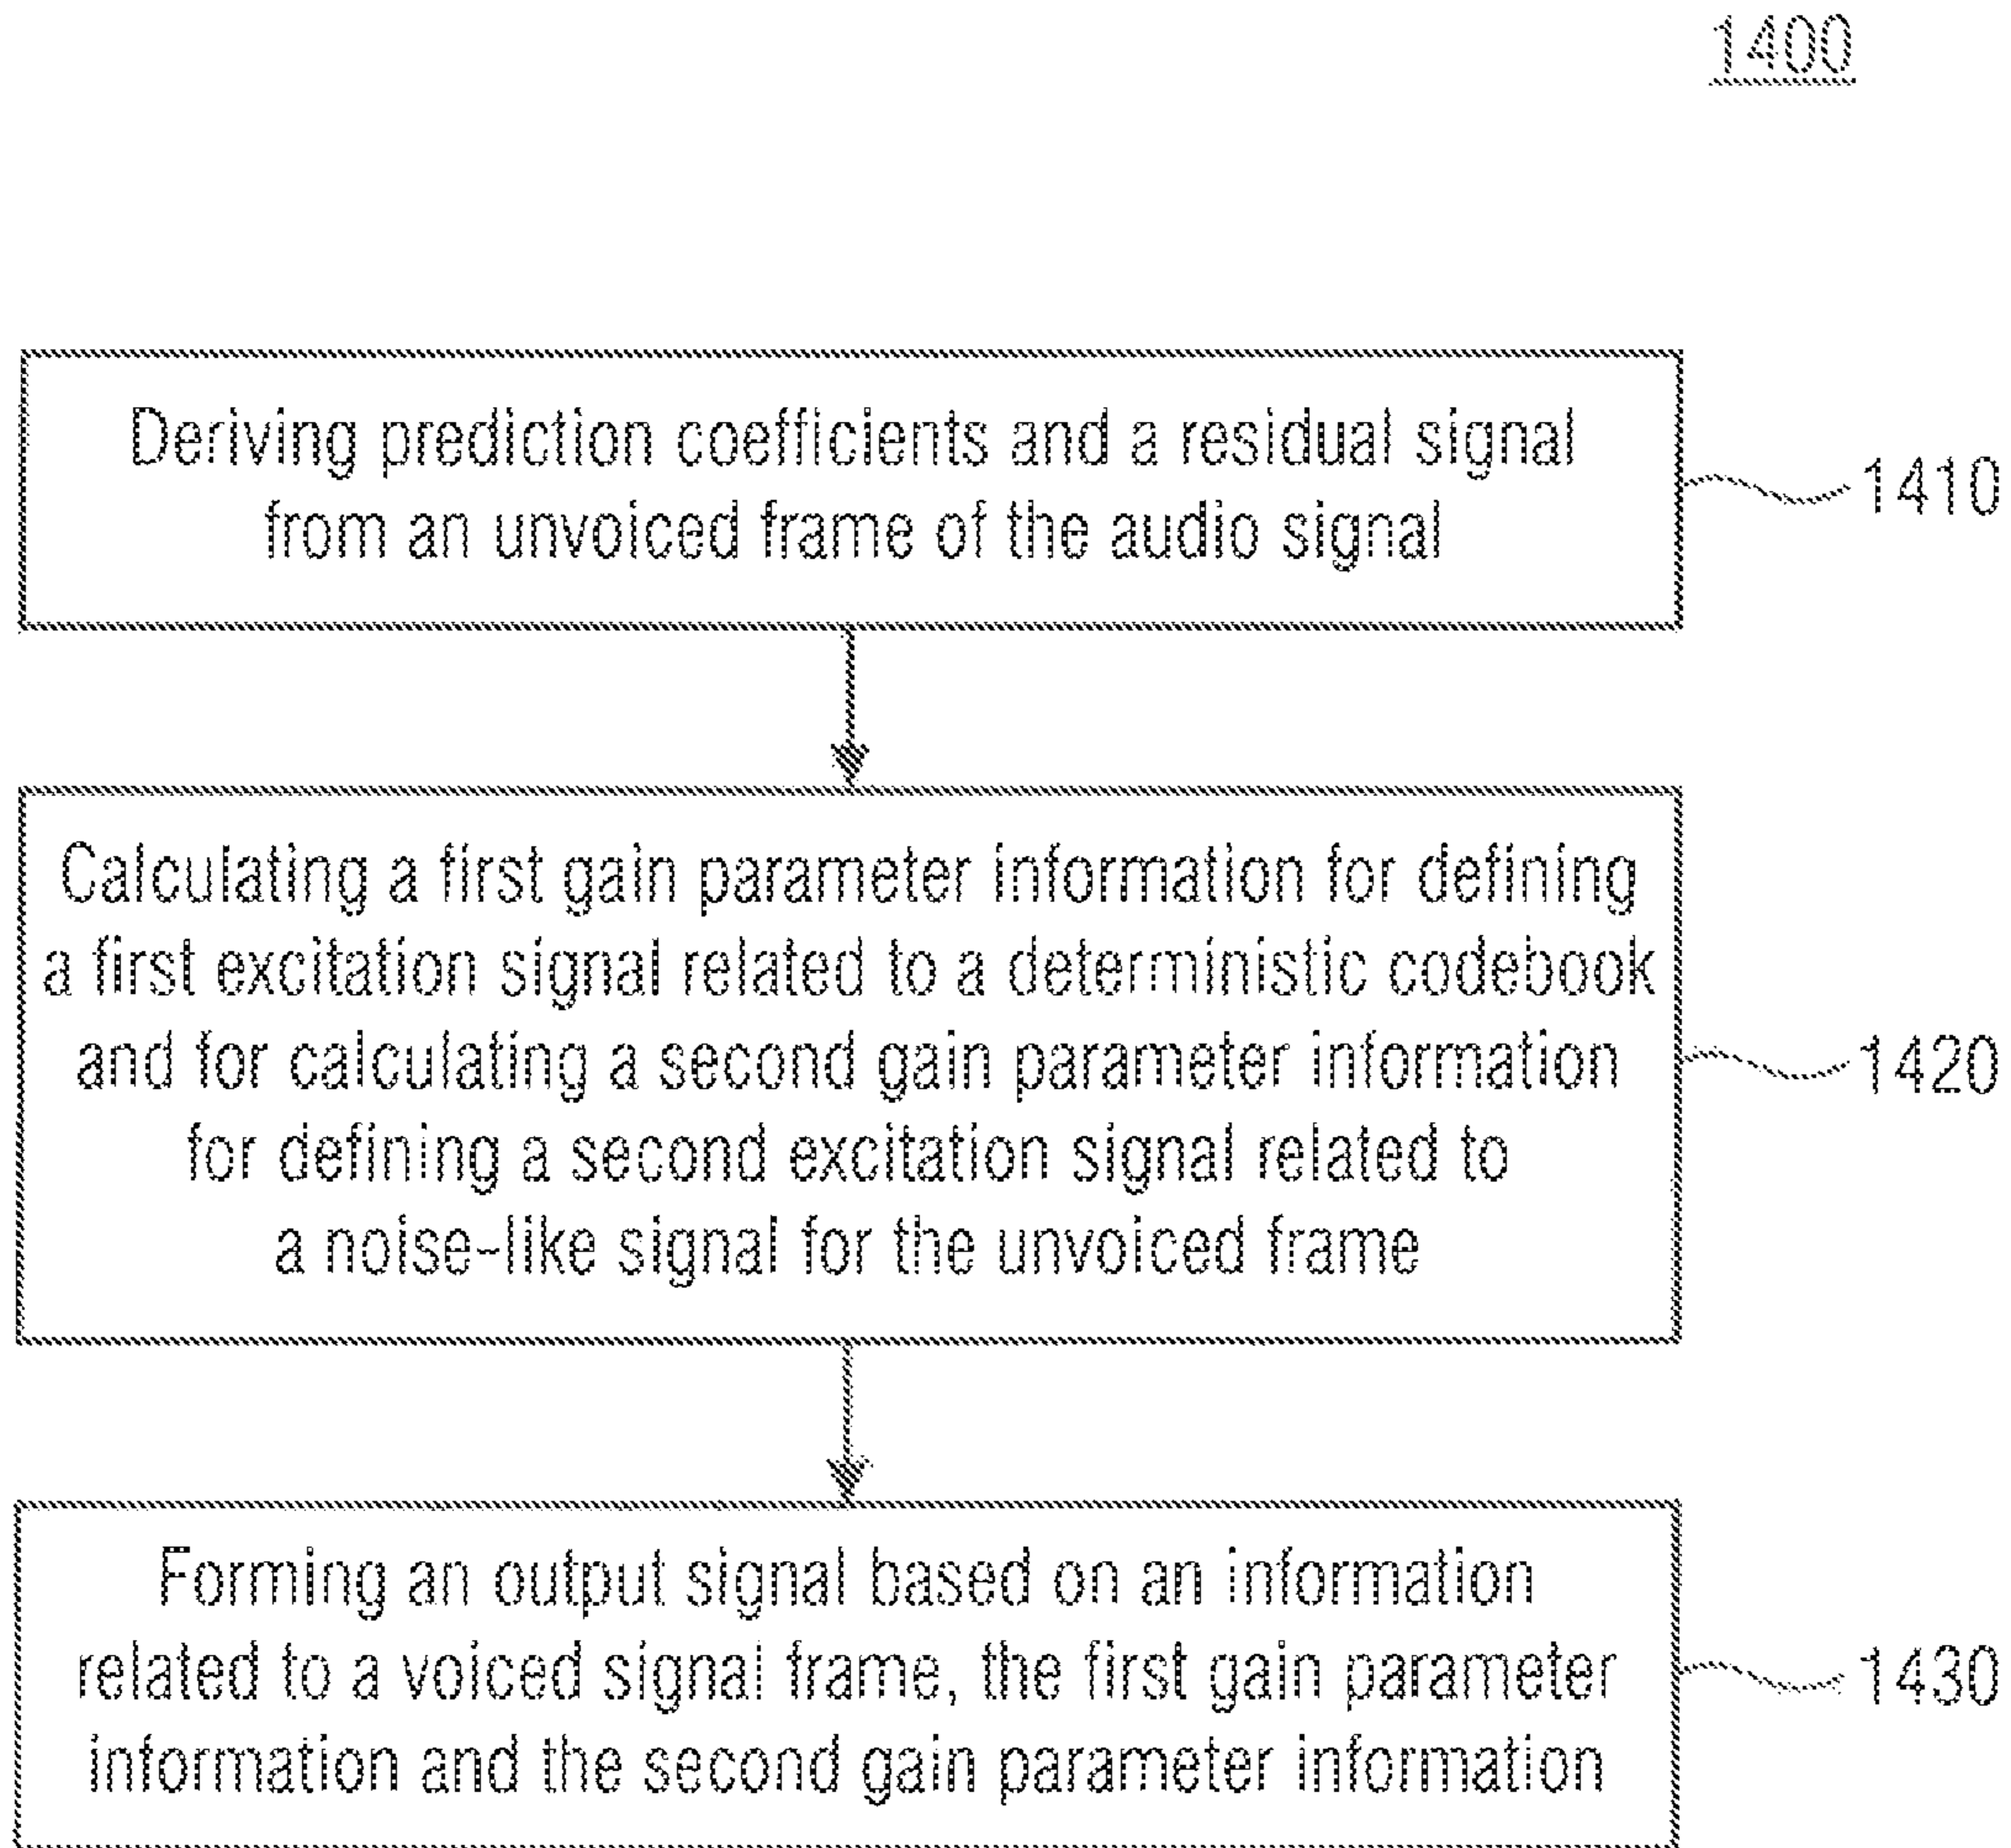 1400
Deriving prediction coefficients and a residual signal
from an unvoiced frame of the audio signal
1410
Calculating a first gain parameter information for defining
a first excitation signal related to a deterministic codebook
and for calculating a second gain parameter information
for defining a second excitation signal related to
a noise-like signal for the unvoiced frame
1420
Forming an output signal based on an information
related to a voiced signal frame, the first gain parameter
information and the second gain parameter information
1430